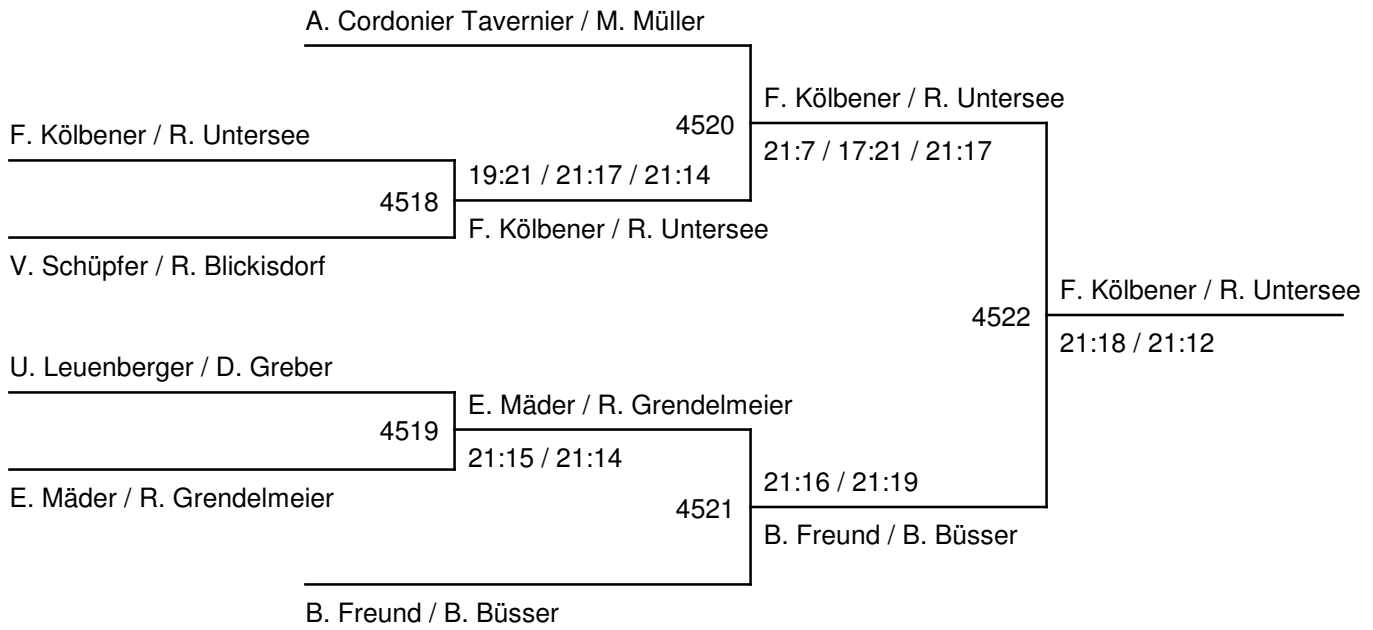 A. Cordonier Tavernier / M. Müller
F. Kölbener / R. Untersee
4520
F. Kölbener / R. Untersee
21:7 / 17:21 / 21:17
19:21 / 21:17 / 21:14
4518
F. Kölbener / R. Untersee
V. Schüpfer / R. Blickisdorf
F. Kölbener / R. Untersee
4522
21:18 / 21:12
U. Leuenberger / D. Greber
E. Mäder / R. Grendelmeier
4519
21:15 / 21:14
21:16 / 21:19
E. Mäder / R. Grendelmeier
4521
B. Freund / B. Büsser
B. Freund / B. Büsser